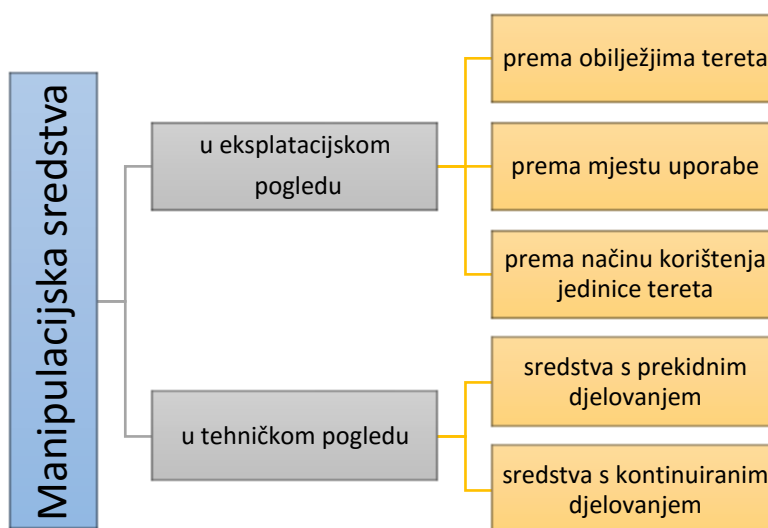 Manipulacijska sredstva
u eksplatacijskom
pogledu
prema obilježjima tereta
prema mjestu uporabe
prema načinu korištenja
jedinice tereta
u tehničkom pogledu
sredstva s prekidnim
djelovanjem
sredstva s kontinuiranim
djelovanjem